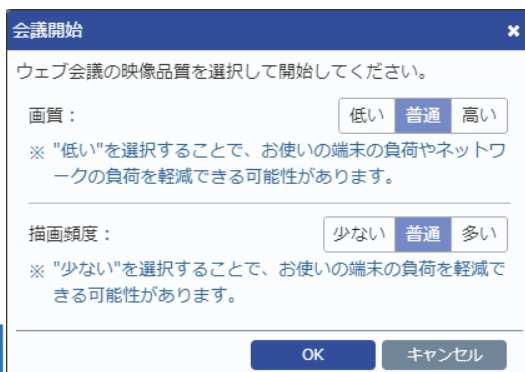 会議開始
ウェブ会議の映像品質を選択して開始してください。
画質： 低い 普通 高い
※ "低い"を選択することで、お使いの端末の負荷やネットワ
ークの負荷を軽減できる可能性があります。
描画頻度： 少ない 普通 多い
※ "少ない"を選択することで、お使いの端末の負荷を軽減で
きる可能性があります。
OK キャンセル